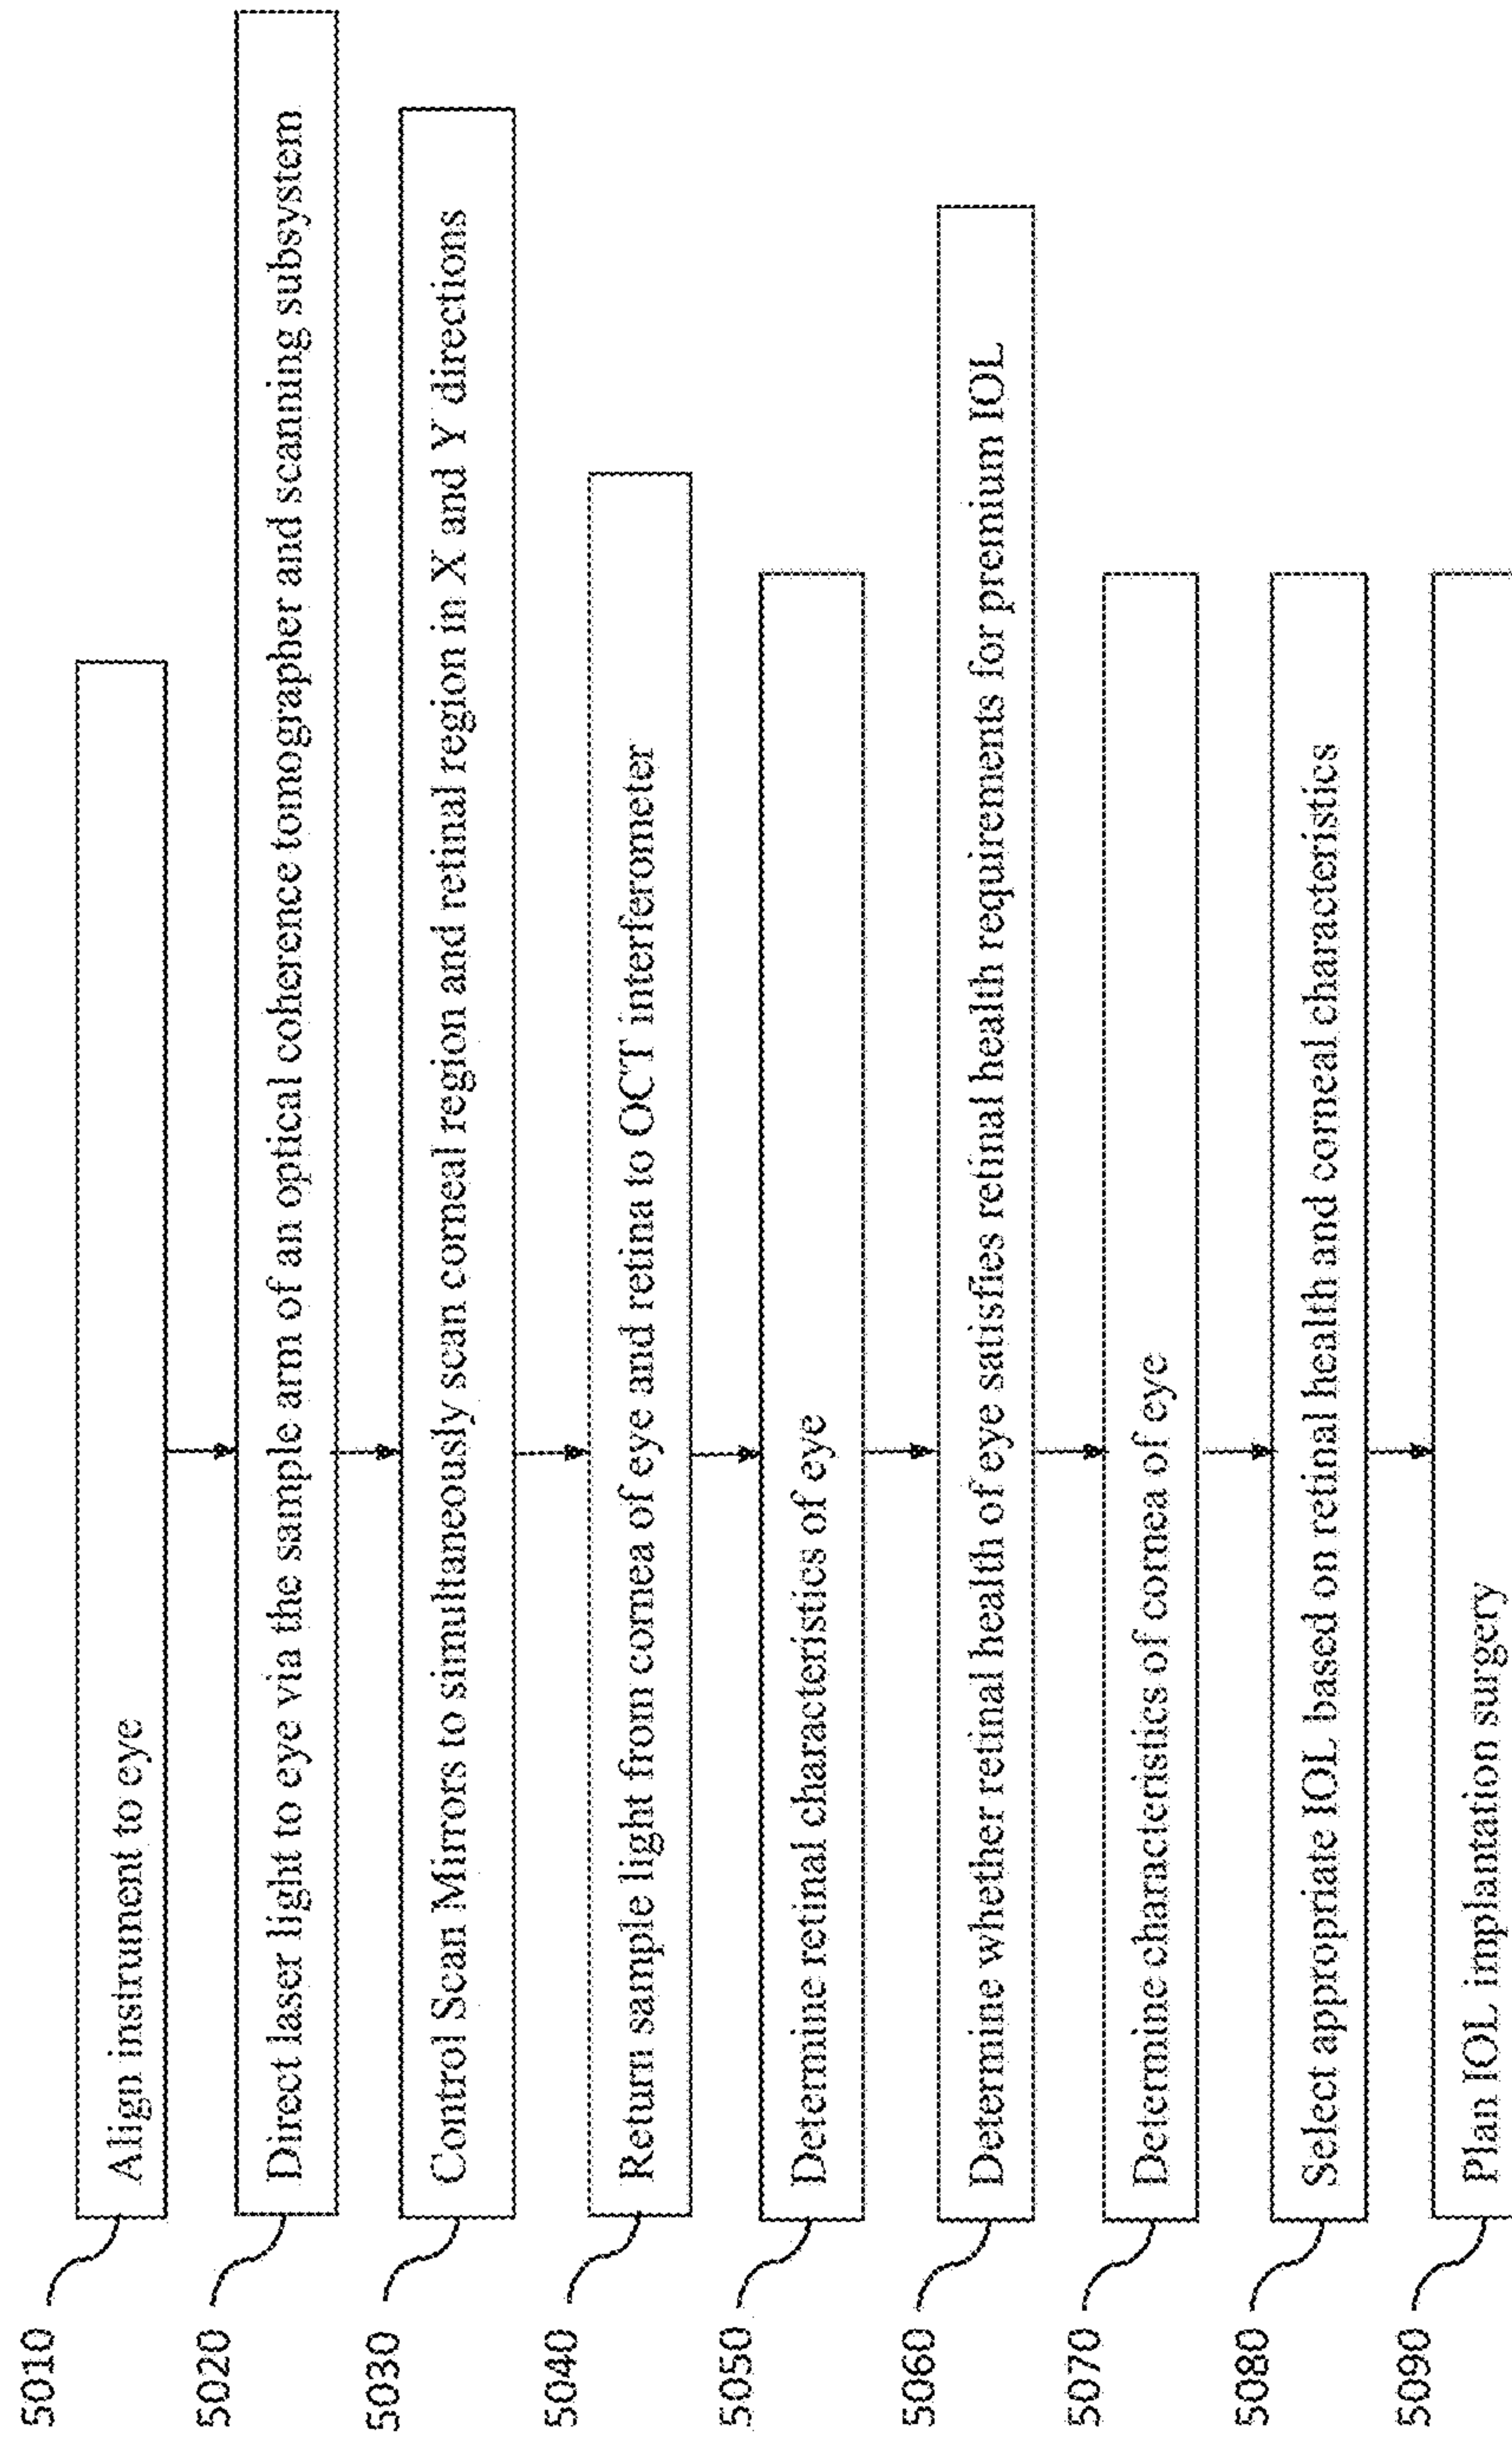 5010
Align instrument to eye
5020
Direct laser light to eye via the sample arm of an optical coherence tomographer and scanning subsystem
5030
Control Scan Mirrors to simultaneously scan corneal region and retinal region in X and Y directions
5040
Return sample light from cornea of eye and retina to OCT interferometer
5050
Determine retinal characteristics of eye
5060
Determine whether retinal health of eye satisfies retinal health requirements for premium IOL
5070
Determine characteristics of cornea of eye
5080
Select appropriate IOL based on retinal health and corneal characteristics
5090
Plan IOL implantation surgery